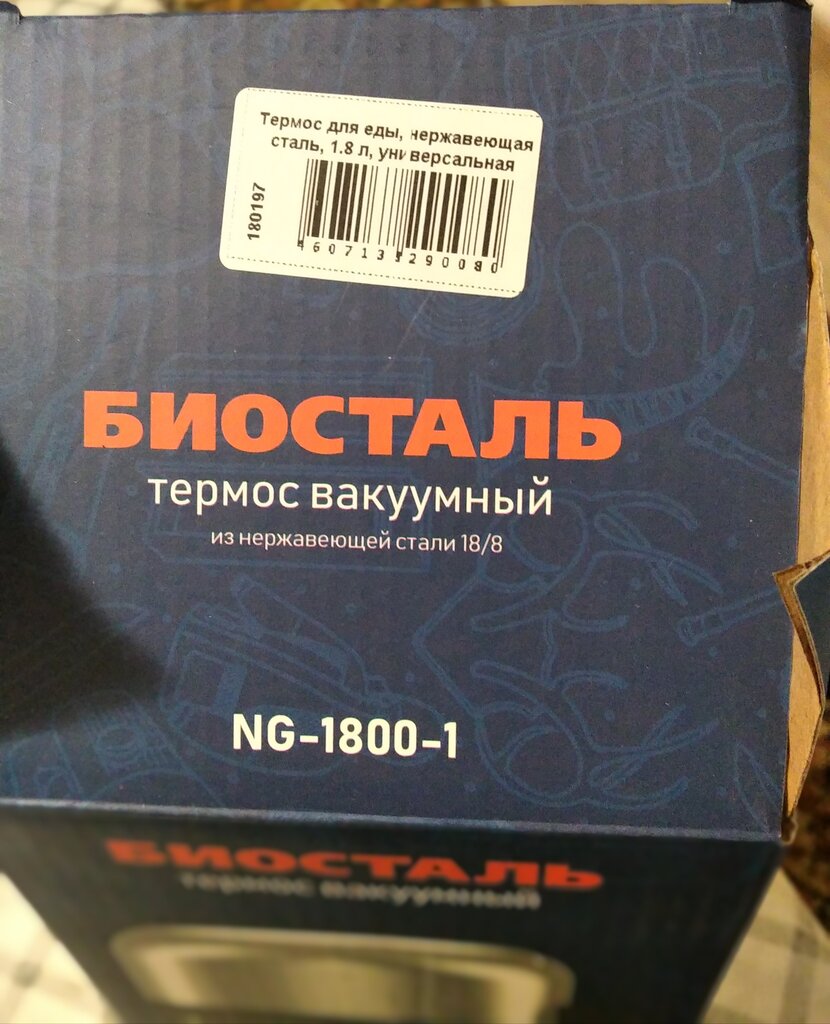 Термос для еды, нержавеющая
сталь, 1.8 л, универсальная
180197
4607133290080
БИОСТАЛЬ
термос вакуумный
из нержавеющей стали 18/8
NG-1800-1
БИОСТАЛЬ
термос вакуумный